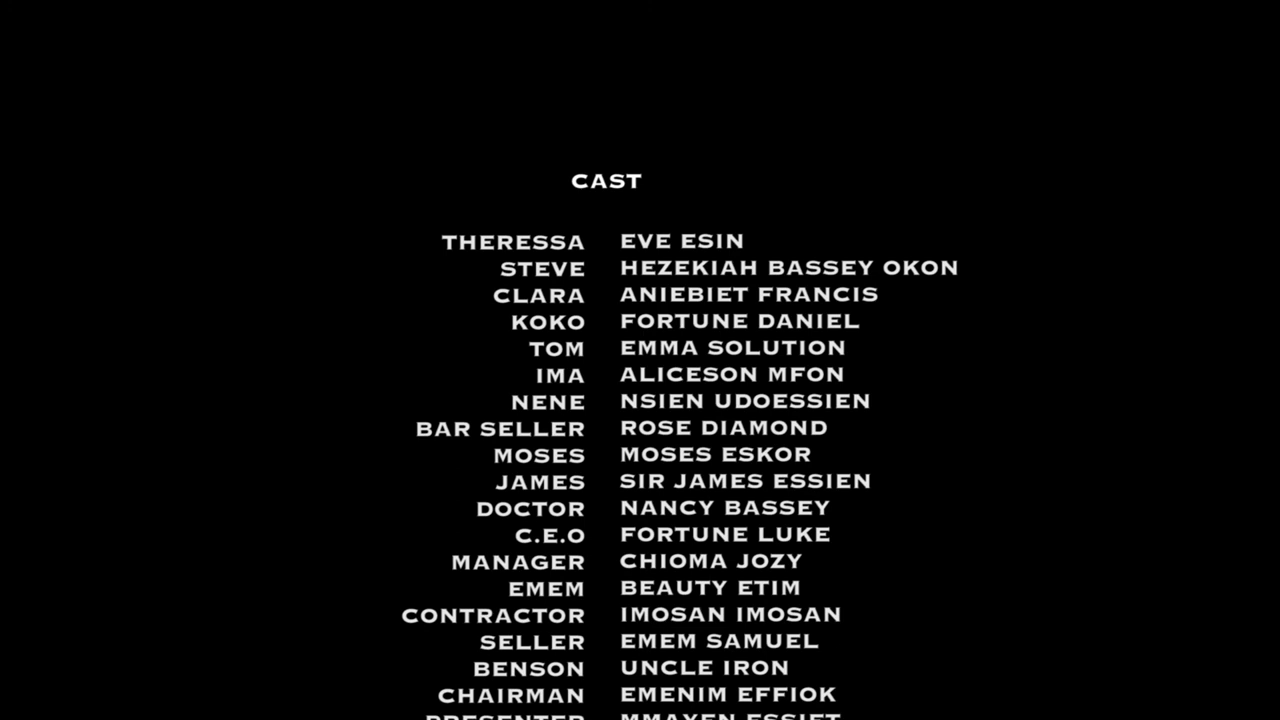 CAST
THERESSA EVE ESIN
STEVE HEZEKIAH BASSEY OKON
CLARA ANIEBIET FRANCIS
KOKO FORTUNE DANIEL
TOM EMMA SOLUTION
IMA ALICESON MFON
NENE NSIEN UDOESSIEN
BAR SELLER ROSE DIAMOND
MOSES MOSES ESKOR
JAMES SIR JAMES ESSIEN
DOCTOR NANCY BASSEY
C.E.O FORTUNE LUKE
MANAGER CHIOMA JOZY
EMEM BEAUTY ETIM
CONTRACTOR IMOSAN IMOSAN
SELLER EMEM SAMUEL
BENSON UNCLE IRON
CHAIRMAN EMENIM EFFIOK
PRESENTER MMAYEN ESSIET